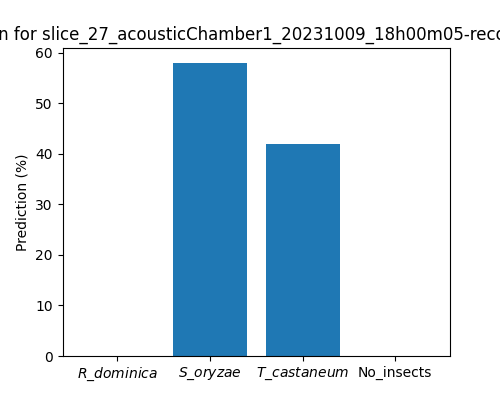 n for slice_27_acousticChamber1_20231009_18h00m05-reco
60
50
40
30
20
10
0
Prediction (%)
R_dominica S_oryzae T_castaneum No_insects